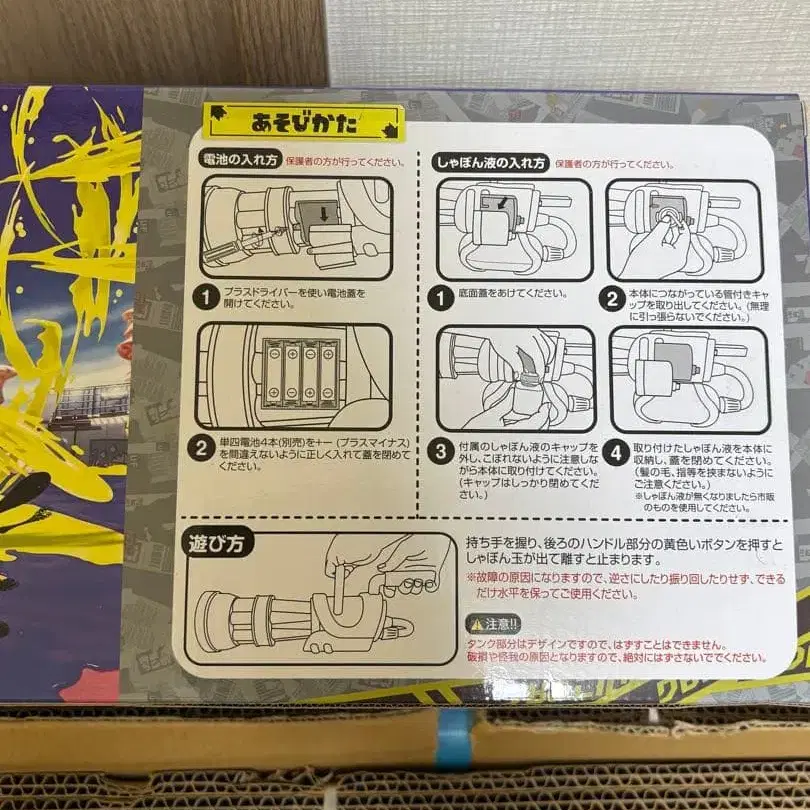 あそびかた
電池の入れ方 保護者の方が行ってください。
1 プラスドライバーを使い電池蓋を
開けてください。
2 単四電池4本(別売)を+ー (プラスマイナス)
を間違えないように正しく入れて蓋を閉めて
ください。
しゃぼん液の入れ方 保護者の方が行ってください。
1 底面蓋をあけてください。
2 本体につながっている管付きキャ
ップを取り出してください。(無理
に引っ張らないでください。)
3 付属のしゃぼん液のキャップを
外し、こぼれないように注意しな
がら本体に取り付けてください。
(キャップはしっかり閉めてくだ
さい。)
4 取り付けたしゃぼん液を本体に
収納し、蓋を閉めてください。
(髪の毛、指等を挟まないように
ご注意ください。)
※しゃぼん液が無くなりましたら市販
のものを使用してください。
遊び方
持ち手を握り、後ろのハンドル部分の黄色いボタンを押すと
しゃぼん玉が出て離すと止まります。
※故障の原因になりますので、逆さにしたり振り回したりせず、できる
だけ水平を保ってご使用ください。
注意!!
タンク部分はデザインですので、はずすことはできません。
破損や怪我の原因となりますので、絶対にはずさないででください。